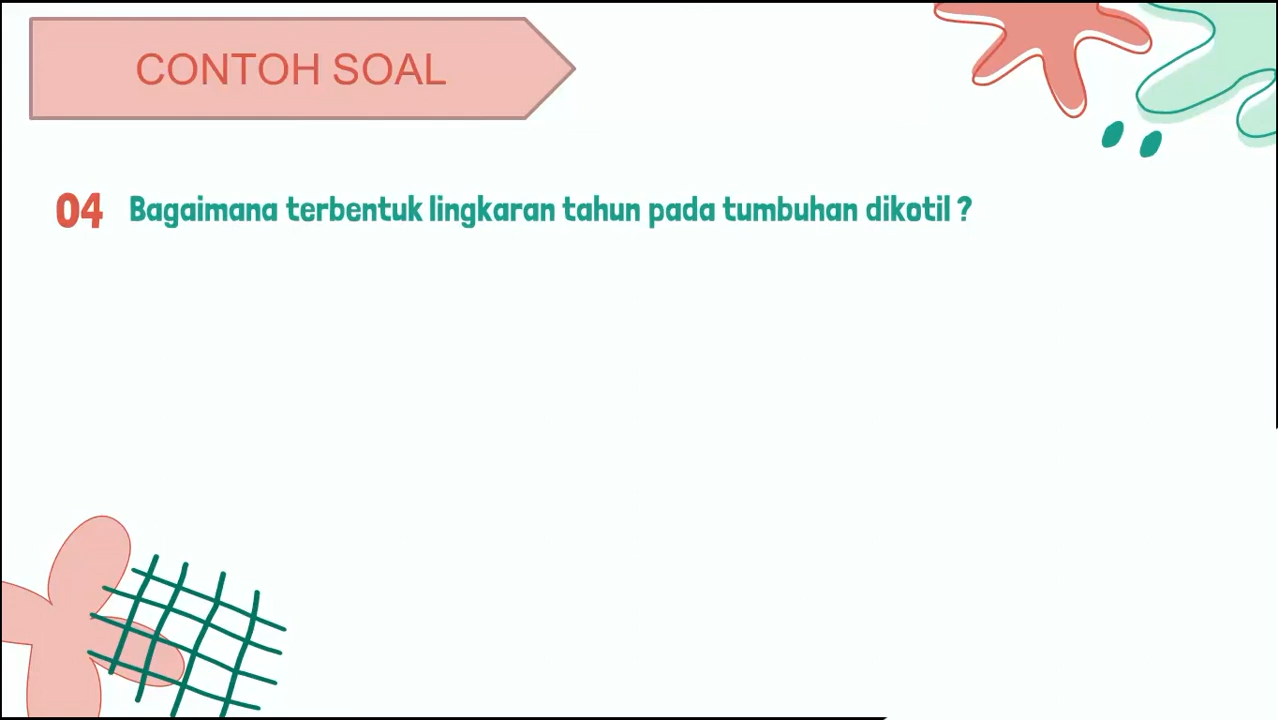 CONTOH SOAL
04 Bagaimana terbentuk lingkaran tahun pada tumbuhan dikotil ?